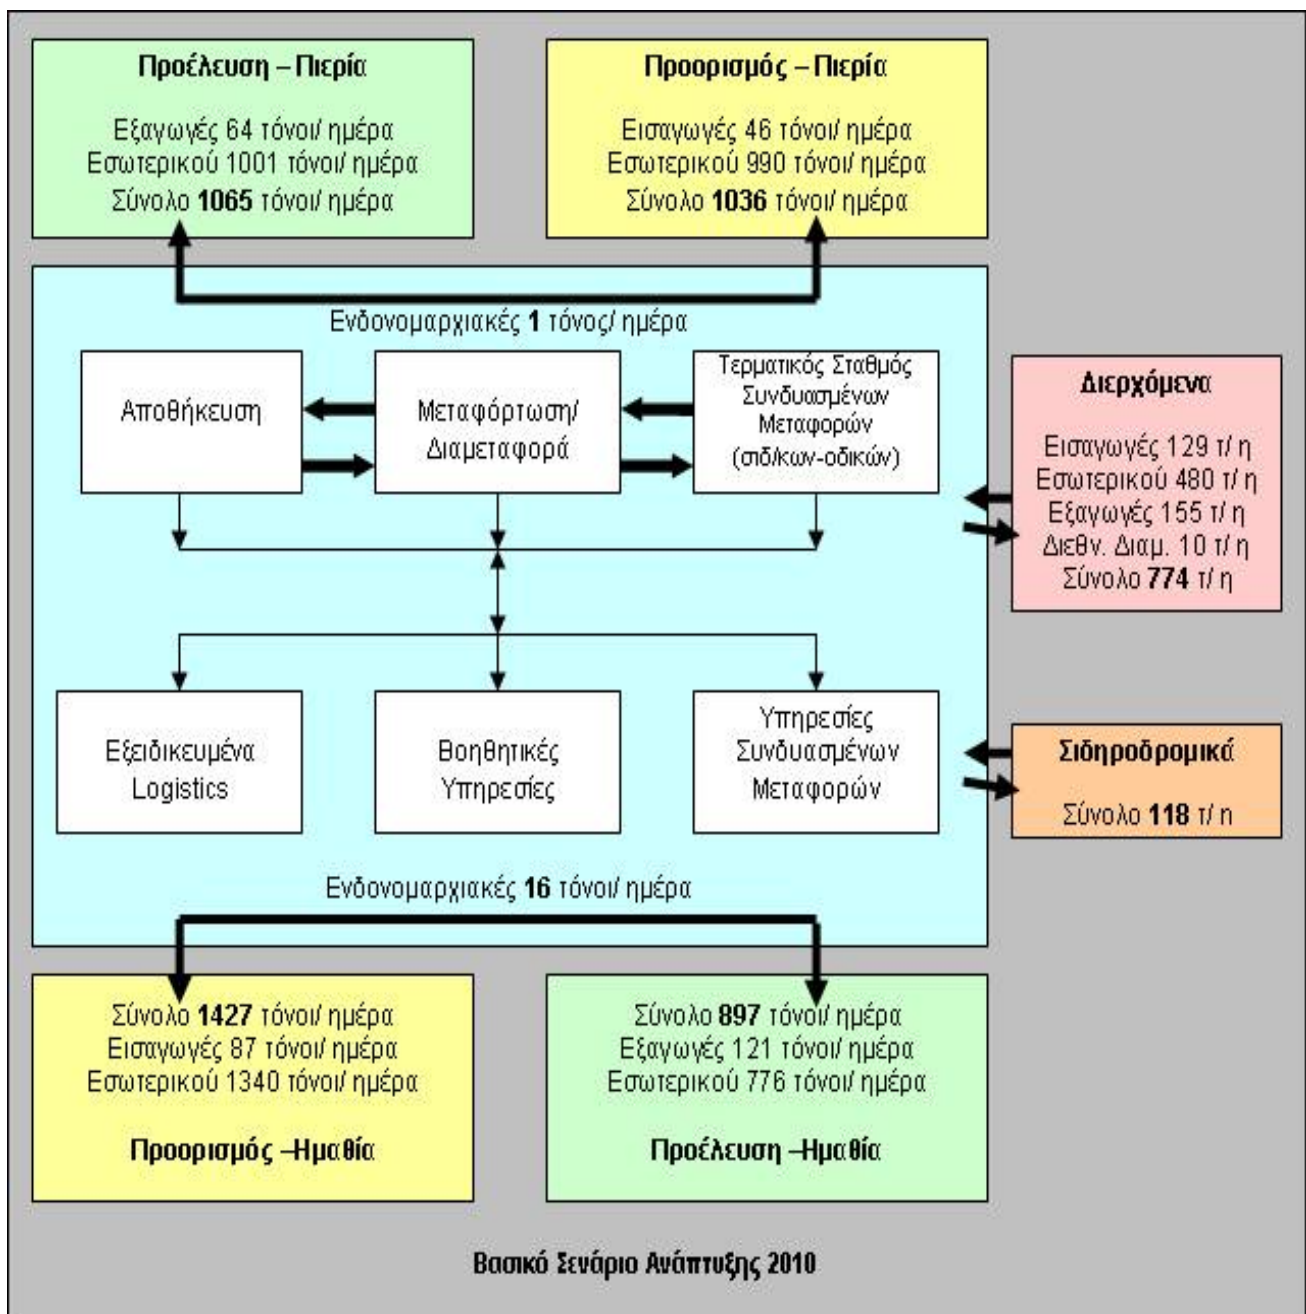 Προέλευση – Πιερία
Εξαγωγές 64 τόνοι/ ημέρα
Εσωτερικού 1001 τόνοι/ ημέρα
Σύνολο 1065 τόνοι/ ημέρα
Προορισμός – Πιερία
Εισαγωγές 46 τόνοι/ ημέρα
Εσωτερικού 990 τόνοι/ ημέρα
Σύνολο 1036 τόνοι/ ημέρα
Ενδονομαρχιακές 1 τόνος/ ημέρα
Αποθήκευση
Μεταφόρτωση/
Διαμεταφορά
Τερματικός Σταθμός
Συνδυασμένων
Μεταφορών
(σιδ/κων-οδικών)
Διερχόμενα
Εισαγωγές 129 τ/ η
Εσωτερικού 480 τ/ η
Εξαγωγές 155 τ/ η
Διεθν. Διαμ. 10 τ/ η
Σύνολο 774 τ/ η
Εξειδικευμένα
Logistics
Βοηθητικές
Υπηρεσίες
Υπηρεσίες
Συνδυασμένων
Μεταφορών
Σιδηροδρομικά
Σύνολο 118 τ/ η
Ενδονομαρχιακές 16 τόνοι/ ημέρα
Σύνολο 1427 τόνοι/ ημέρα
Εισαγωγές 87 τόνοι/ ημέρα
Εσωτερικού 1340 τόνοι/ ημέρα
Προορισμός –Ημαθία
Σύνολο 897 τόνοι/ ημέρα
Εξαγωγές 121 τόνοι/ ημέρα
Εσωτερικού 776 τόνοι/ ημέρα
Προέλευση –Ημαθία
Βασικό Σενάριο Ανάπτυξης 2010